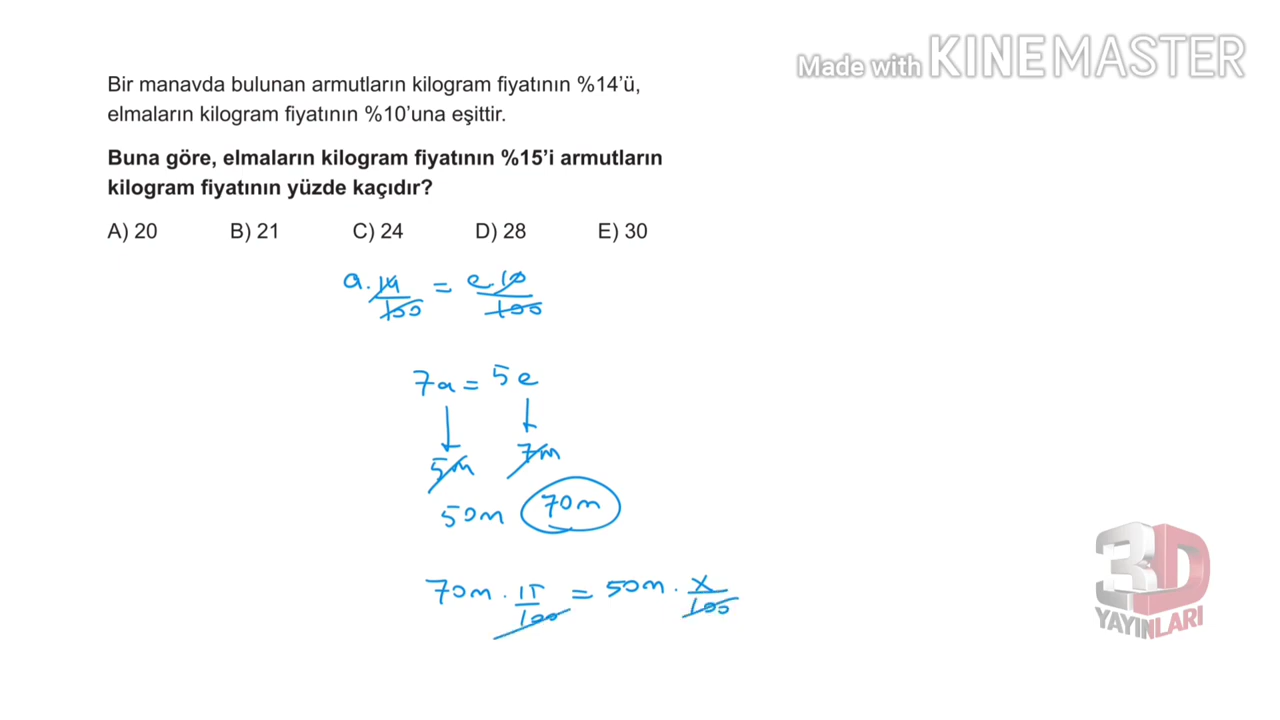 Made with KINEMASTER
Bir manavda bulunan armutların kilogram fiyatının %14'ü,
elmaların kilogram fiyatının %10'una eşittir.
Buna göre, elmaların kilogram fiyatının %15'i armutların
kilogram fiyatının yüzde kaçıdır?
A) 20 B) 21 C) 24 D) 28 E) 30
a. 14/100 = e. 10/100
7a = 5e
5m 7m
50m 70m
70m . 15/100 = 50m . x/100
3D
YAYINLARI